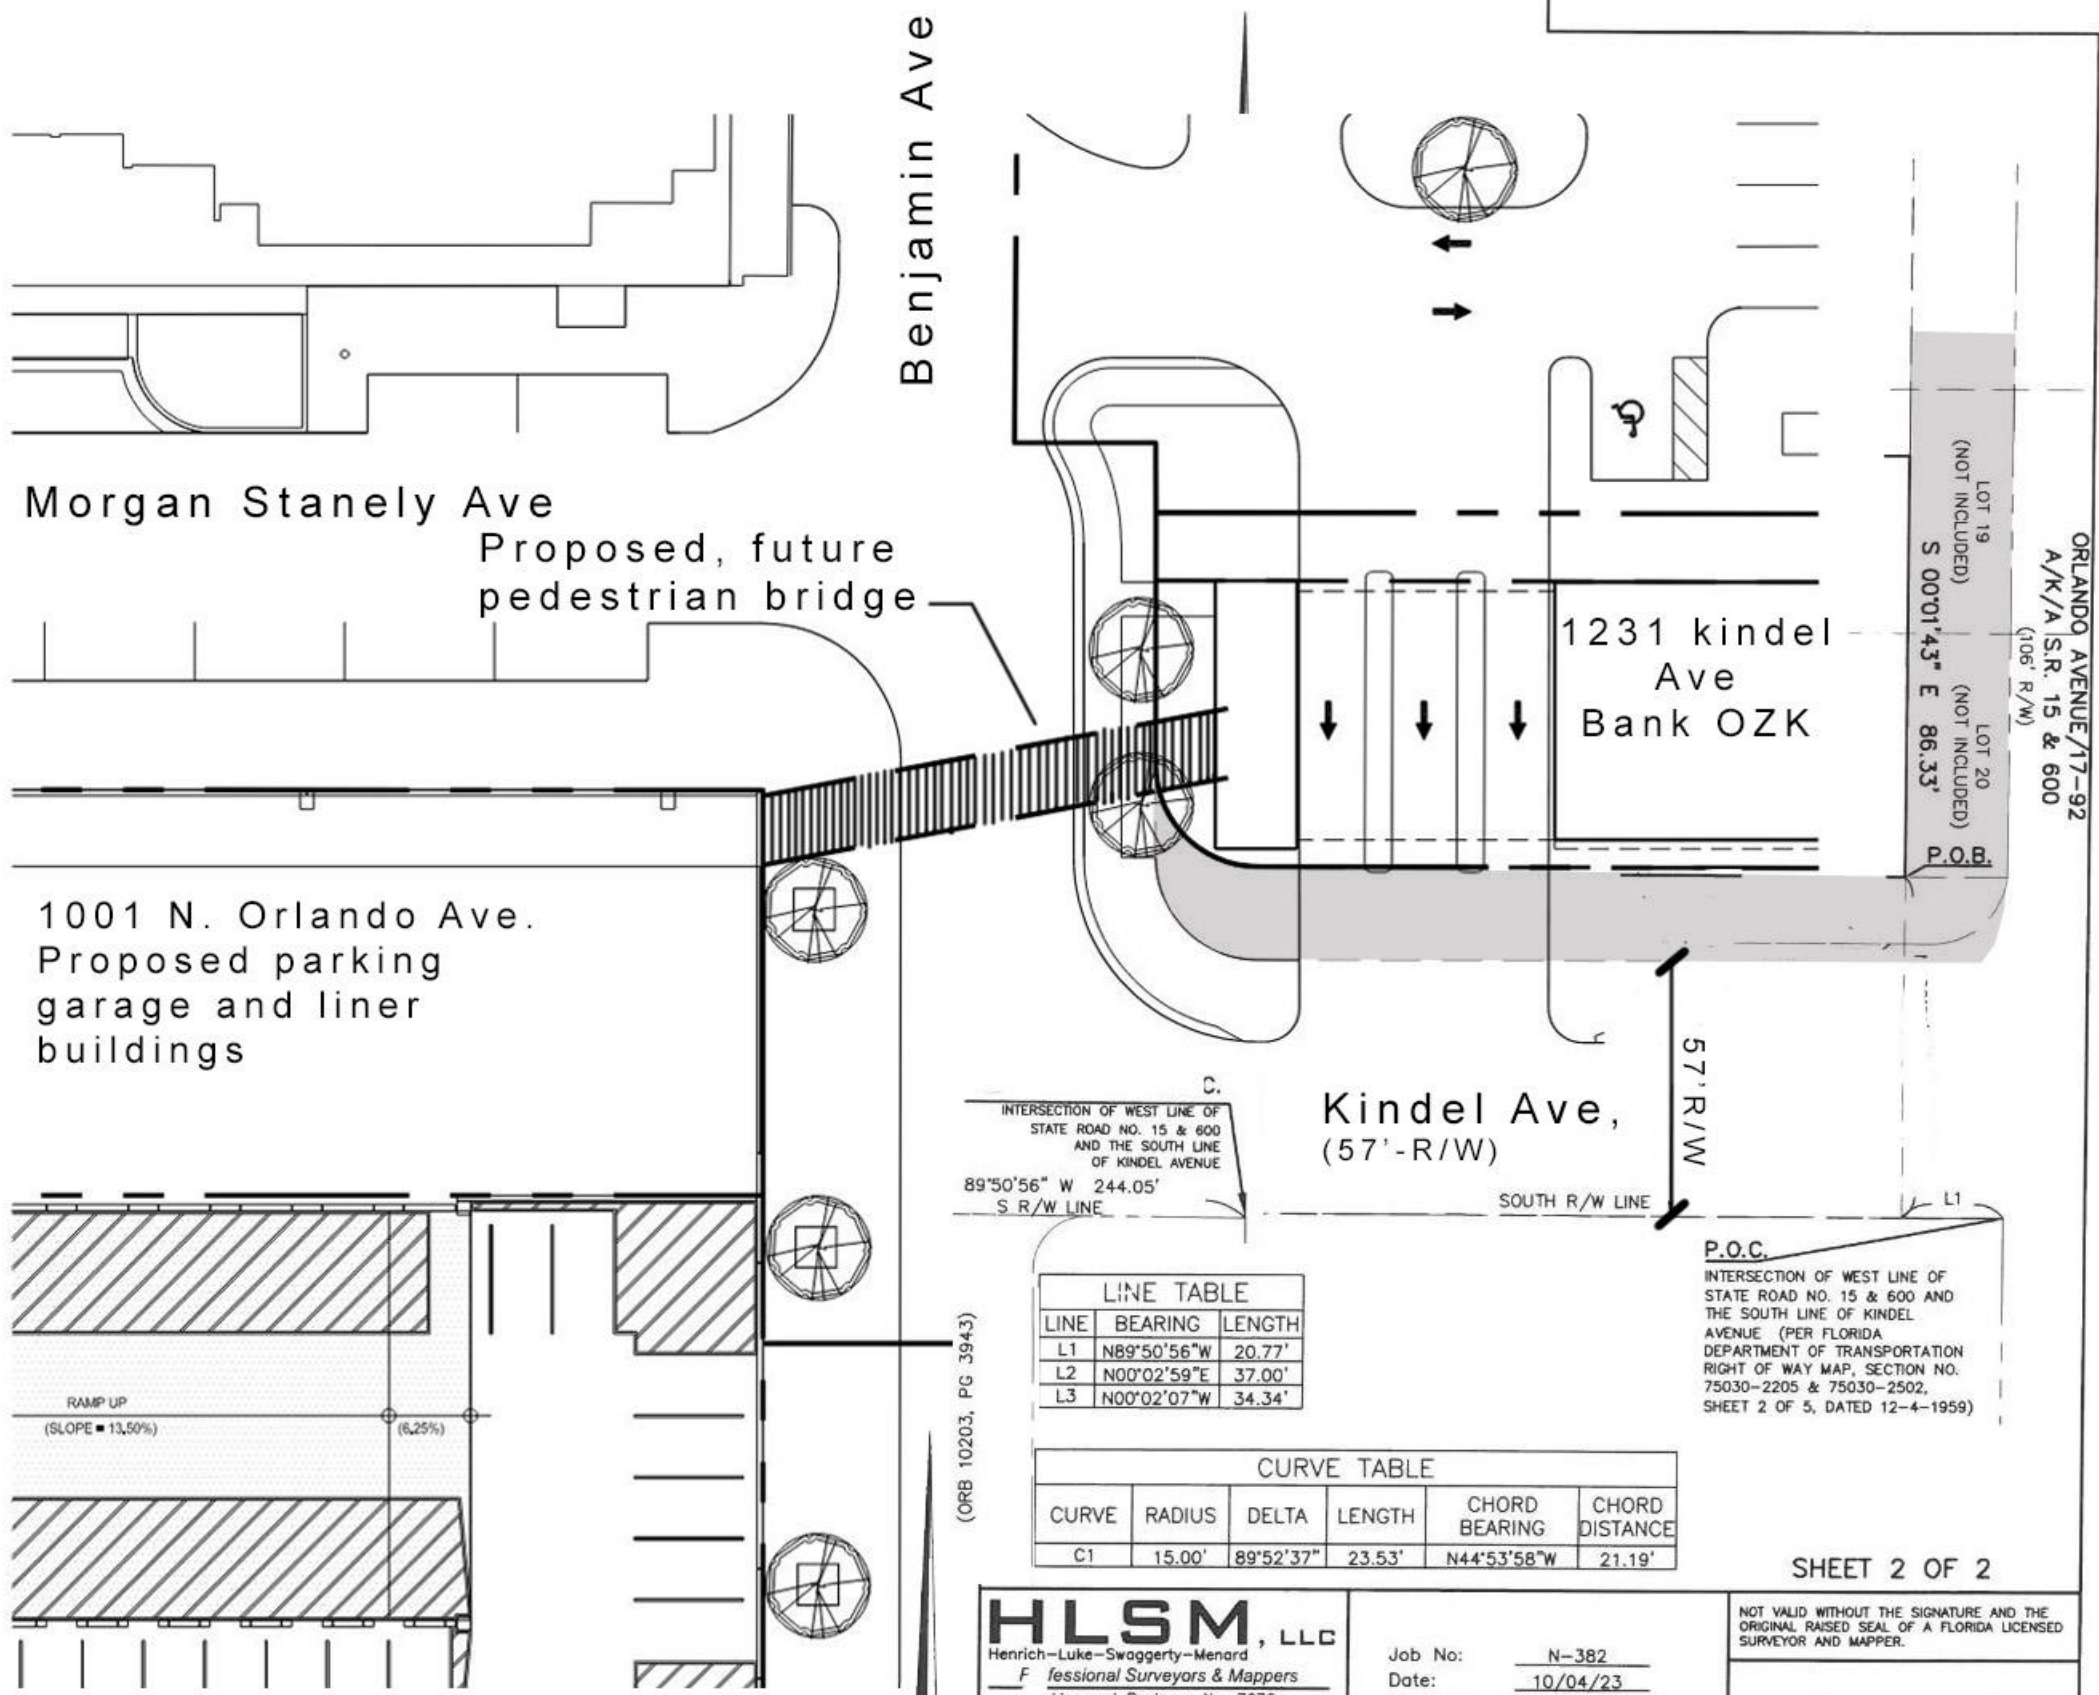 Benjamin Ave
Morgan Stanely Ave
Proposed, future
pedestrian bridge
1231 kindel
Ave
Bank OZK
LOT 19
(NOT INCLUDED)
LOT 20
(NOT INCLUDED)
S 00°01'43" E 86.33'
ORLANDO AVENUE/17-92
A/K/A S.R. 15 & 600
(106' R/W)
P.O.B.
1001 N. Orlando Ave.
Proposed parking
garage and liner
buildings
57' R/W
Kindel Ave,
(57'-R/W)
C.
INTERSECTION OF WEST LINE OF
STATE ROAD NO. 15 & 600
AND THE SOUTH LINE
OF KINDEL AVENUE
89°50'56" W 244.05'
S R/W LINE
SOUTH R/W LINE
L1
P.O.C.
INTERSECTION OF WEST LINE OF
STATE ROAD NO. 15 & 600 AND
THE SOUTH LINE OF KINDEL
AVENUE (PER FLORIDA
DEPARTMENT OF TRANSPORTATION
RIGHT OF WAY MAP, SECTION NO.
75030-2205 & 75030-2502,
SHEET 2 OF 5, DATED 12-4-1959)
LINE TABLE
LINE BEARING LENGTH
L1 N89°50'56"W 20.77'
L2 N00°02'59"E 37.00'
L3 N00°02'07"W 34.34'
(ORB 10203, PG 3943)
RAMP UP
(SLOPE = 13.50%)
(6.25%)
CURVE TABLE
CURVE RADIUS DELTA LENGTH CHORD BEARING CHORD DISTANCE
C1 15.00' 89°52'37" 23.53' N44°53'58"W 21.19'
SHEET 2 OF 2
HLSM, LLC
Henrich-Luke-Swaggerty-Menard
F fessional Surveyors & Mappers
Job No: N-382
Date: 10/04/23
NOT VALID WITHOUT THE SIGNATURE AND THE
ORIGINAL RAISED SEAL OF A FLORIDA LICENSED
SURVEYOR AND MAPPER.